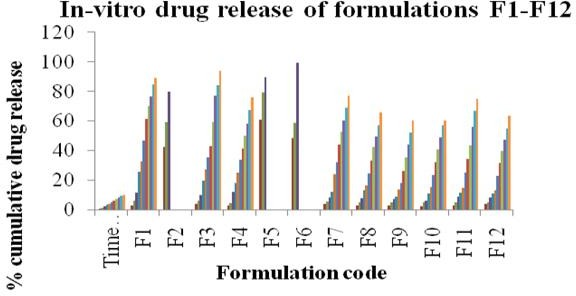 In-vitro drug release of formulations F1-F12
% cumulative drug release
120
100
80
60
40
20
0
Time..
F1
F2
F3
F4
F5
F6
F7
F8
F9
F10
F11
F12
Formulation code